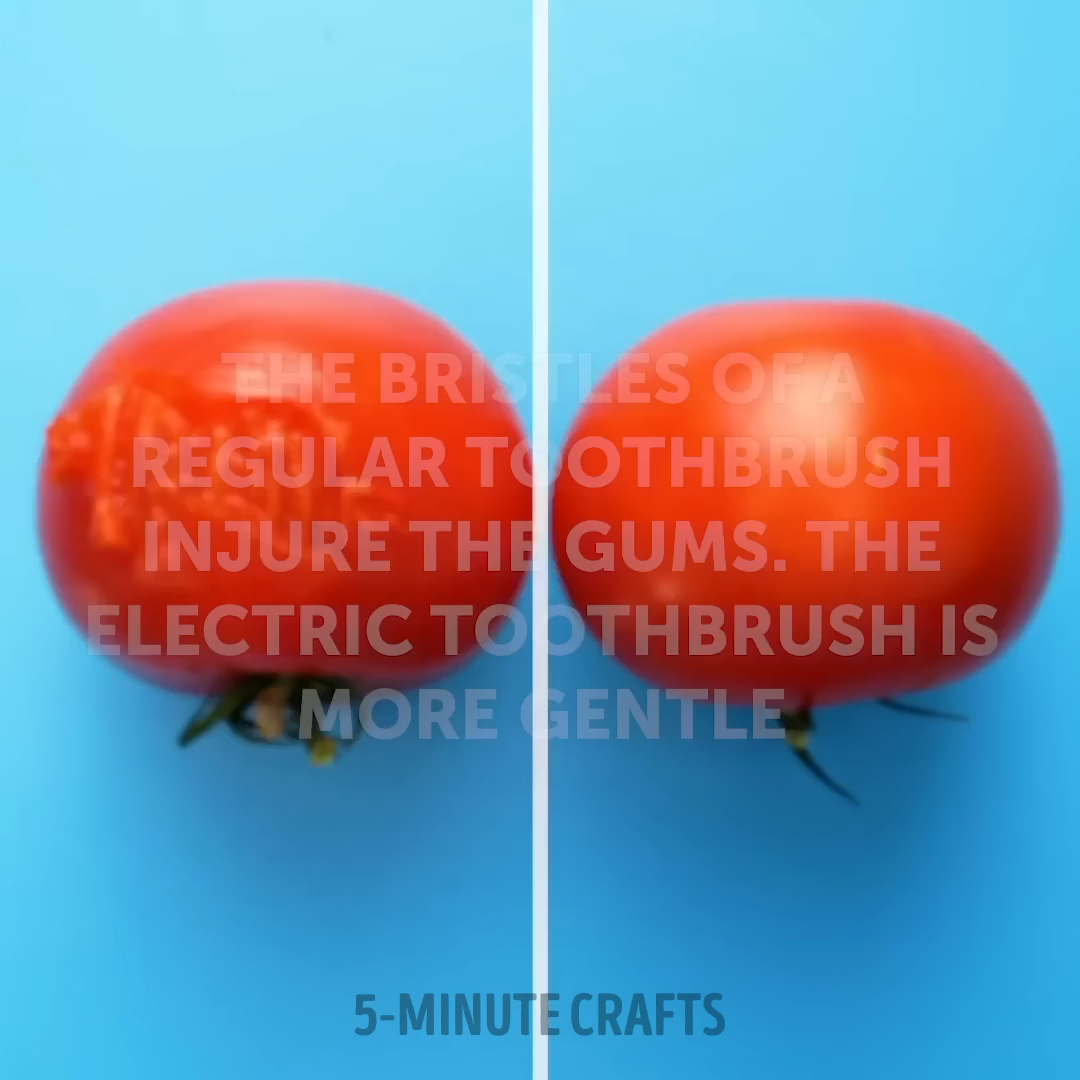 THE BRISTLES OF A
REGULAR TOOTHBRUSH
INJURE THE GUMS. THE
ELECTRIC TOOTHBRUSH IS
MORE GENTLE
5-MINUTE CRAFTS